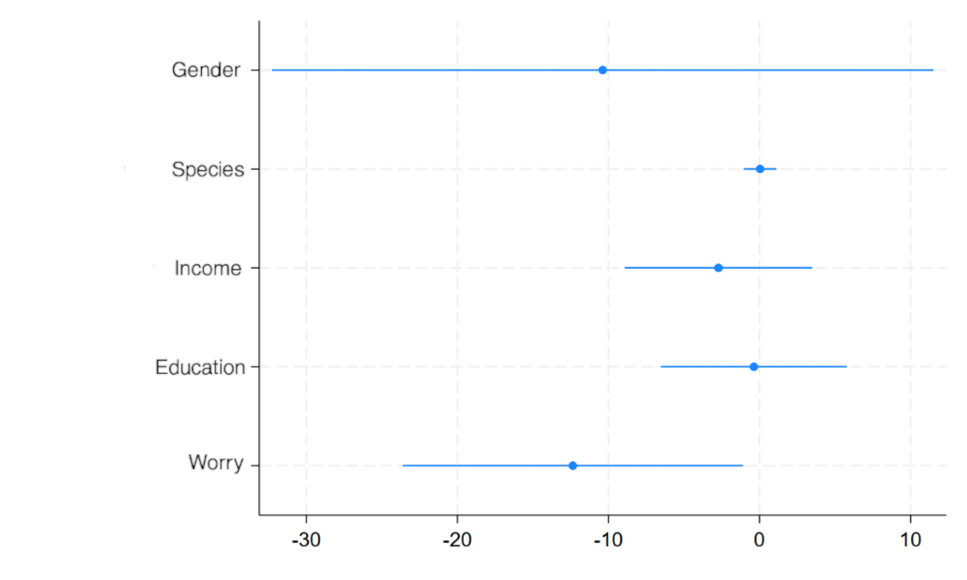 Gender
Species
Income
Education
Worry
-30 -20 -10 0 10